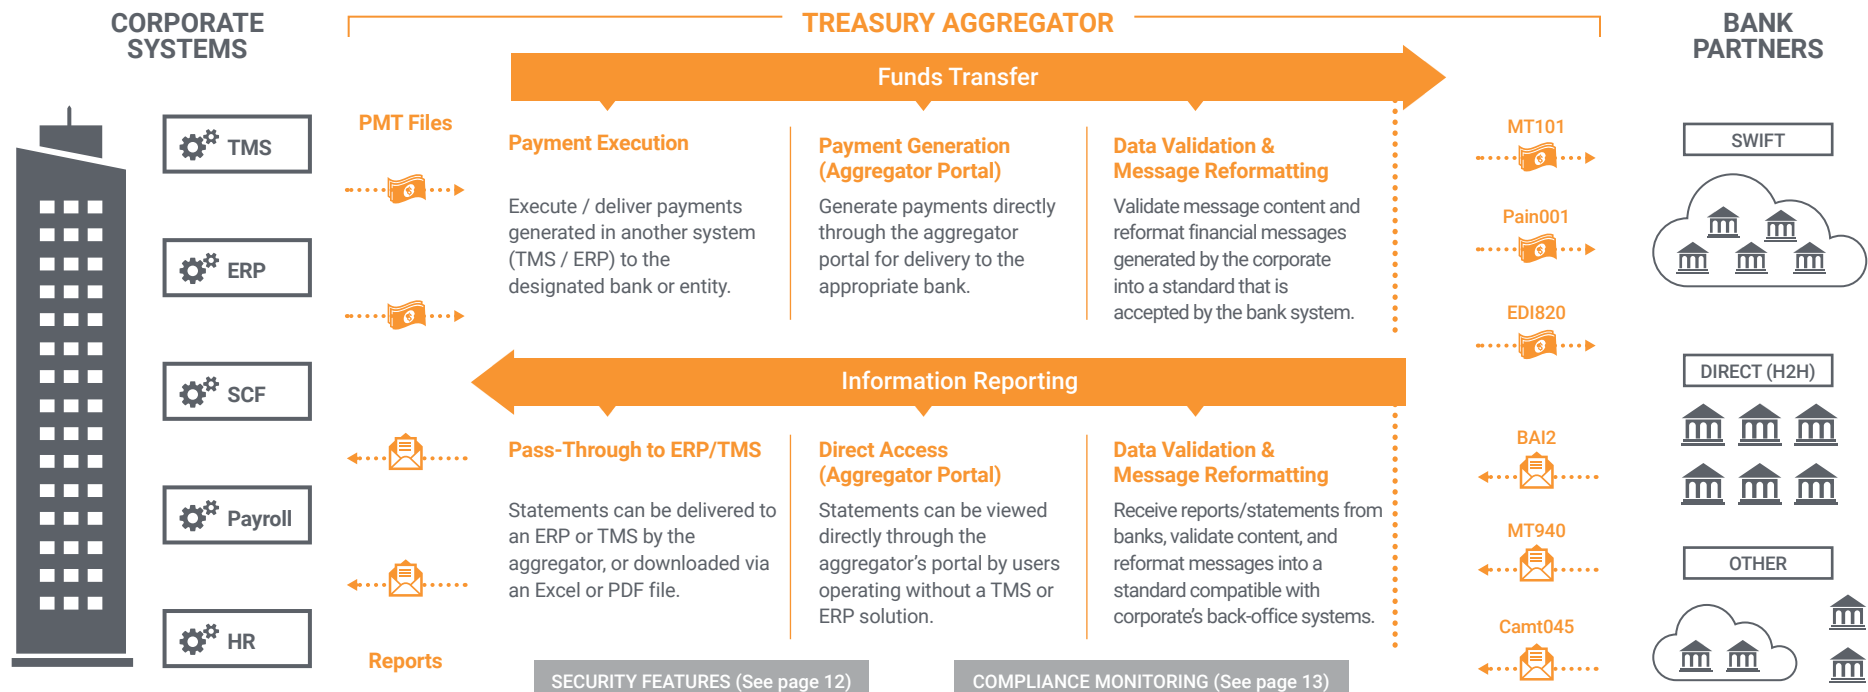 CORPORATE
SYSTEMS
TREASURY AGGREGATOR
BANK
PARTNERS
Funds Transfer
TMS
ERP
SCF
Payroll
HR
PMT Files
Reports
Payment Execution
Execute / deliver payments
generated in another system
(TMS / ERP) to the
designated bank or entity.
Payment Generation
(Aggregator Portal)
Generate payments directly
through the aggregator
portal for delivery to the
appropriate bank.
Data Validation &
Message Reformatting
Validate message content and
reformat financial messages
generated by the corporate
into a standard that is
accepted by the bank system.
Information Reporting
Pass-Through to ERP/TMS
Statements can be delivered to
an ERP or TMS by the
aggregator, or downloaded via
an Excel or PDF file.
Direct Access
(Aggregator Portal)
Statements can be viewed
directly through the
aggregator's portal by users
operating without a TMS or
ERP solution.
Data Validation &
Message Reformatting
Receive reports/statements from
banks, validate content, and
reformat messages into a
standard compatible with
corporate's back-office systems.
SECURITY FEATURES (See page 12)
COMPLIANCE MONITORING (See page 13)
MT101
Pain001
EDI820
BAI2
MT940
Camt045
SWIFT
DIRECT (H2H)
OTHER